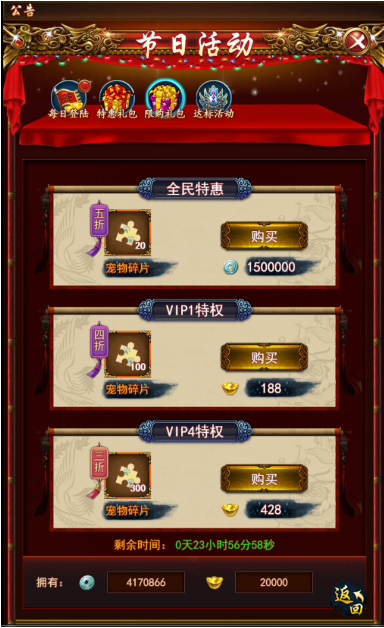 公告
节日活动
每日登陆 特惠礼包 限购礼包 达标活动
全民特惠
五折
20
购买
宠物碎片
1500000
VIP1特权
四折
100
购买
宠物碎片
188
VIP4特权
三折
300
购买
宠物碎片
428
剩余时间： 0天23小时56分58秒
拥有： 4170866 20000
返回